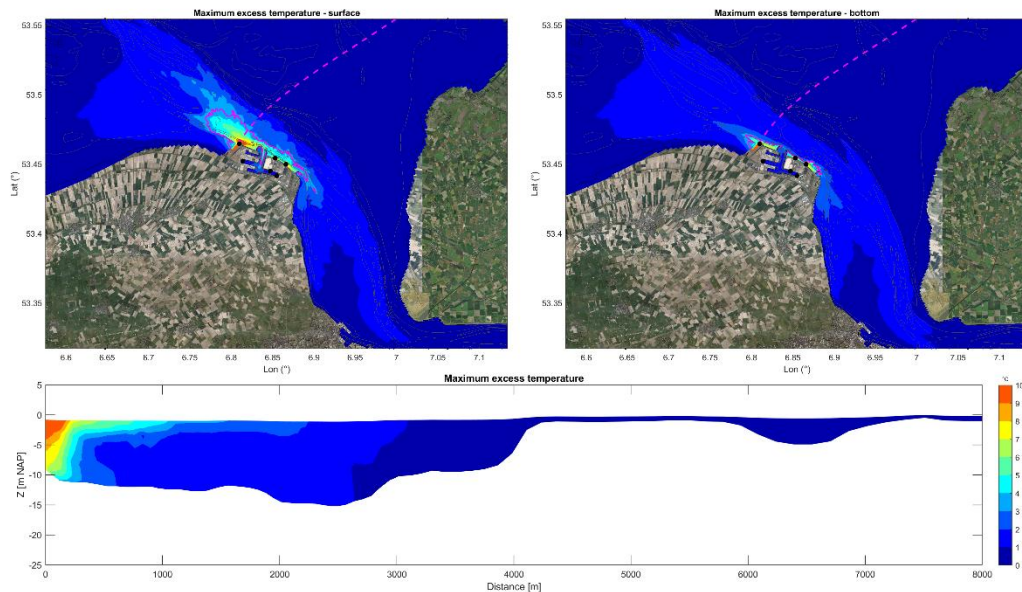 Maximum excess temperature - surface
53.55
53.5
53.45
53.4
53.35
Lat (°)
6.6 6.65 6.7 6.75 6.8 6.85 6.9 6.95 7 7.05 7.1
Lon (°)
Maximum excess temperature - bottom
53.55
53.5
53.45
53.4
53.35
Lat (°)
6.6 6.65 6.7 6.75 6.8 6.85 6.9 6.95 7 7.05 7.1
Lon (°)
Maximum excess temperature
5
0
-5
-10
-15
-20
-25
Z [m NAP]
0 1000 2000 3000 4000 5000 6000 7000 8000
Distance [m]
°C
10
9
8
7
6
5
4
3
2
1
0